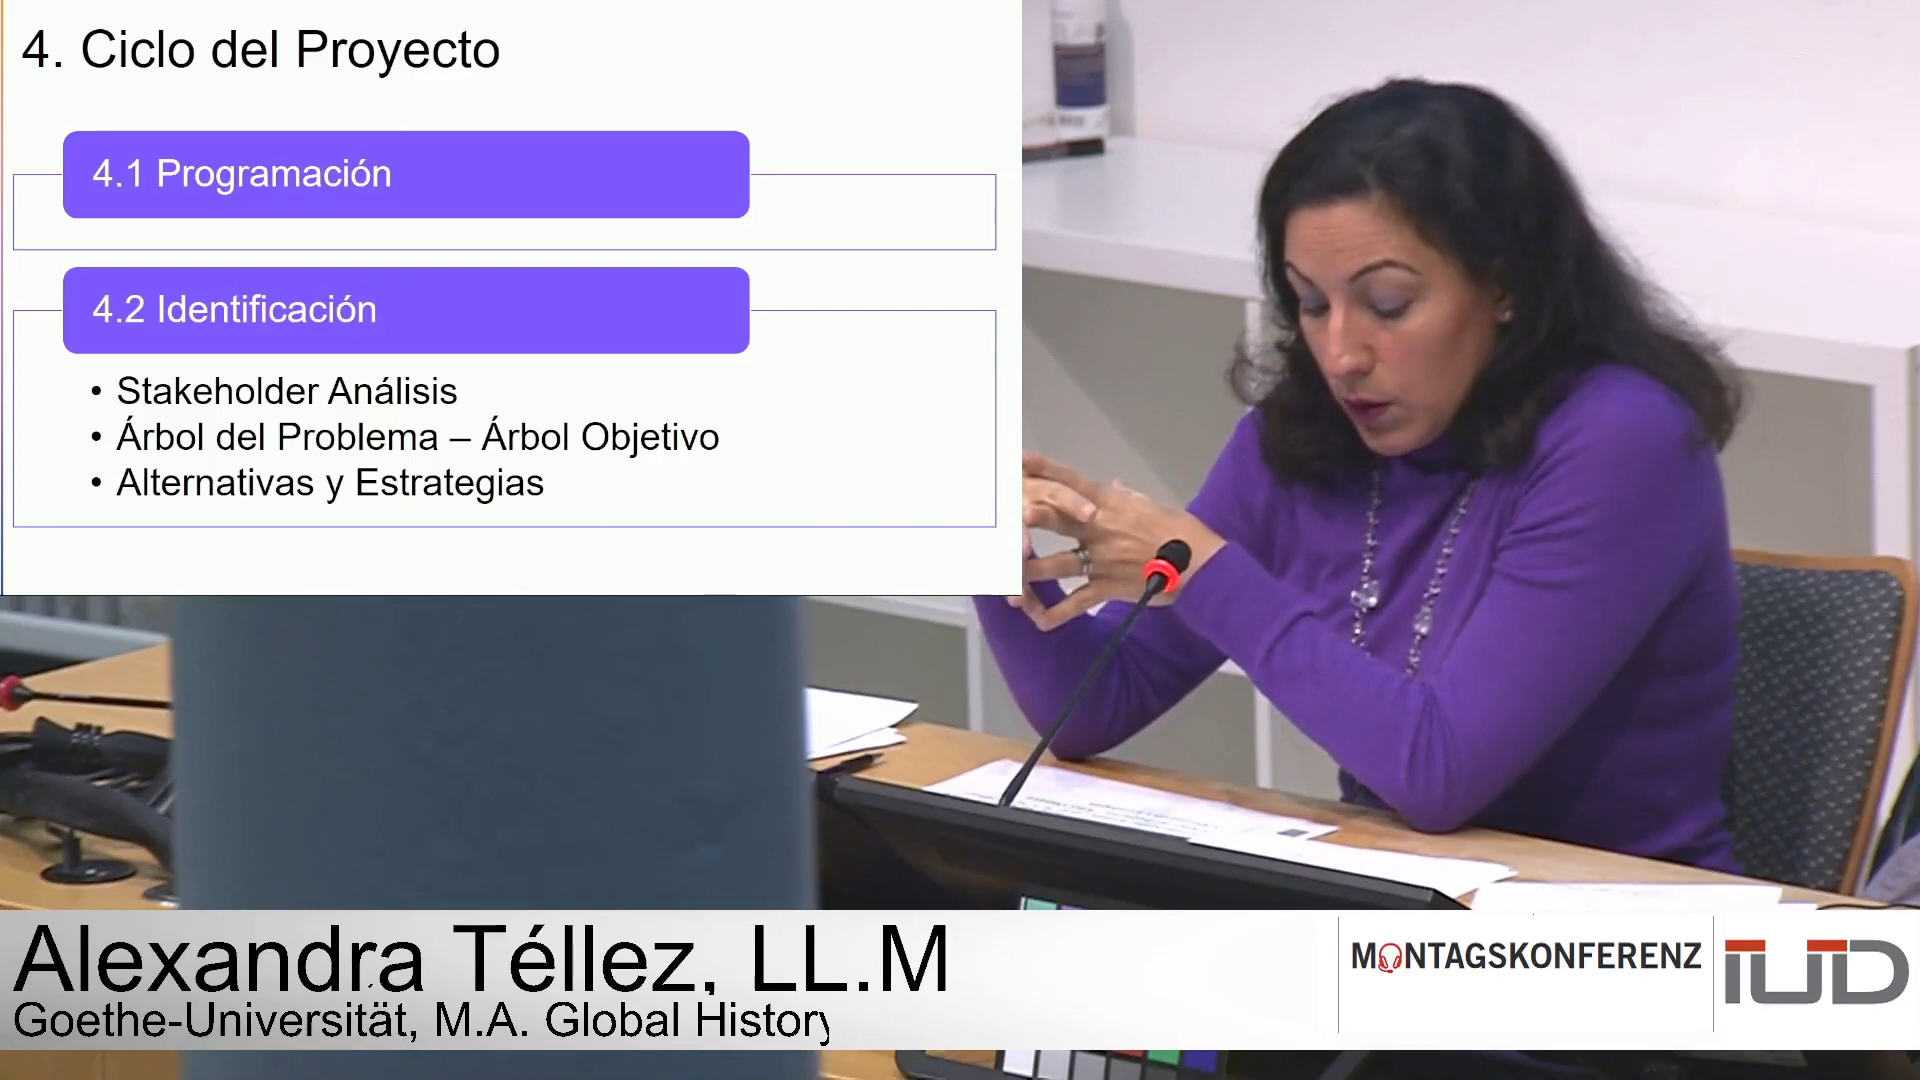 4. Ciclo del Proyecto
4.1 Programación
4.2 Identificación
• Stakeholder Análisis
• Árbol del Problema – Árbol Objetivo
• Alternativas y Estrategias
Alexandra Téllez, LL.M
Goethe-Universität, M.A. Global History
MONTAGSKONFERENZ
IUD